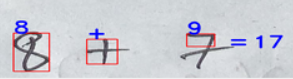 8 + 9 = 17
8 + 7